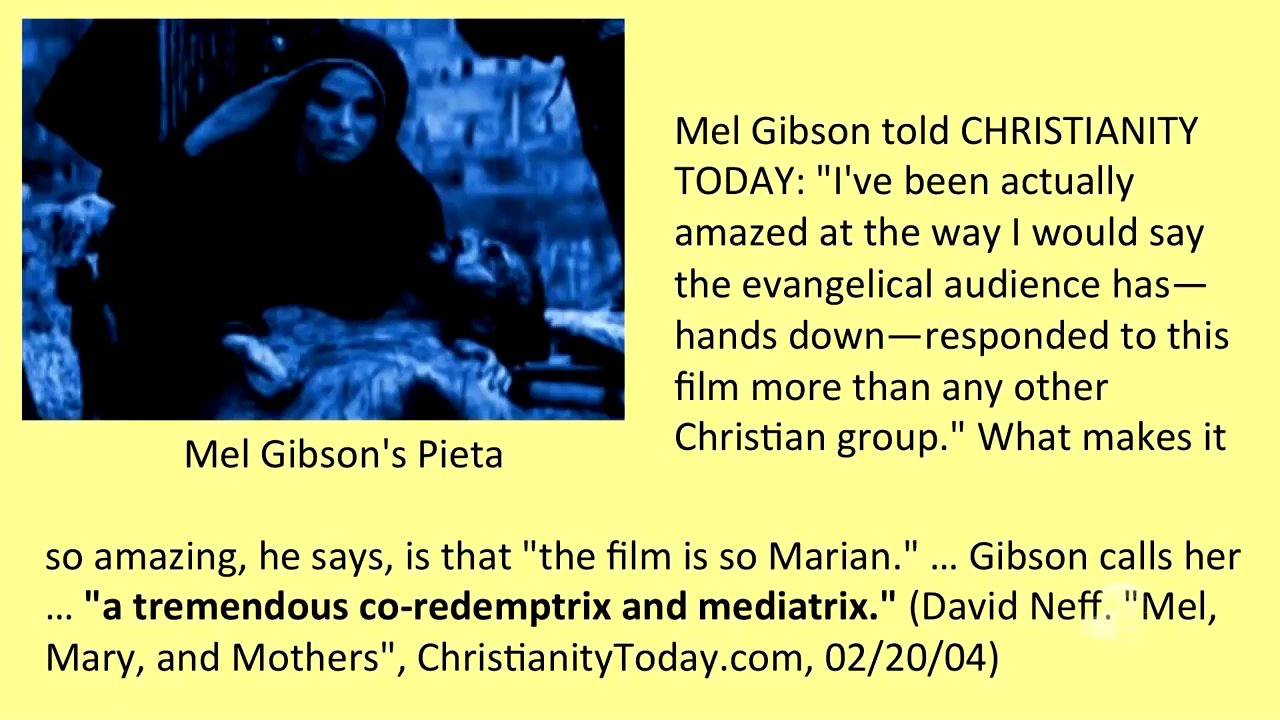 Mel Gibson told CHRISTIANITY
TODAY: "I've been actually
amazed at the way I would say
the evangelical audience has—
hands down—responded to this
film more than any other
Christian group." What makes it
Mel Gibson's Pieta
so amazing, he says, is that "the film is so Marian." ... Gibson calls her
... "a tremendous co-redemptrix and mediatrix." (David Neff. "Mel,
Mary, and Mothers", ChristianityToday.com, 02/20/04)